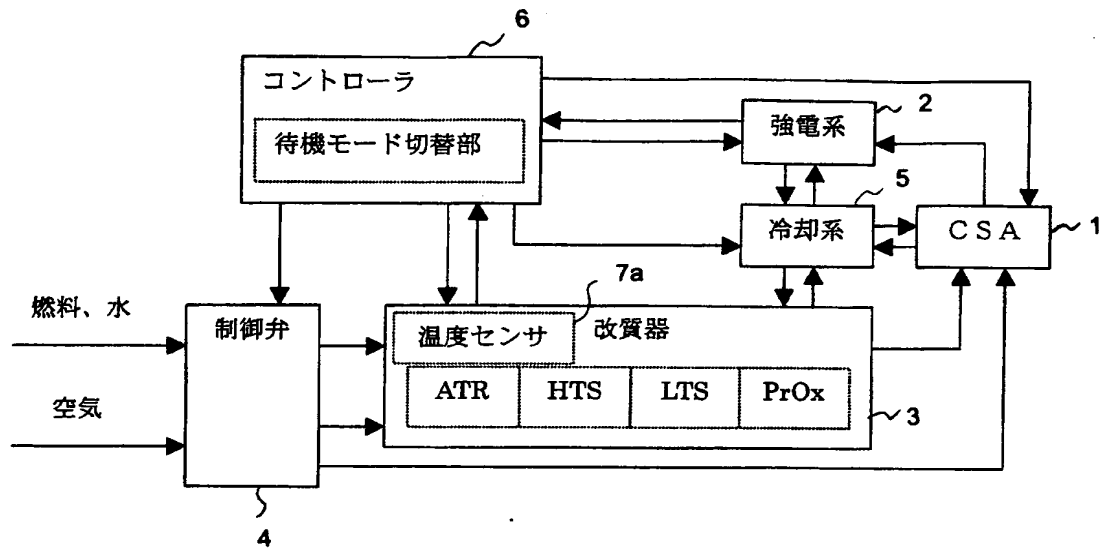 6
コントローラ
待機モード切替部
2
強電系
5
冷却系
CSA
1
7a
燃料、水
制御弁
温度センサ
改質器
ATR
HTS
LTS
PrOx
空気
3
4